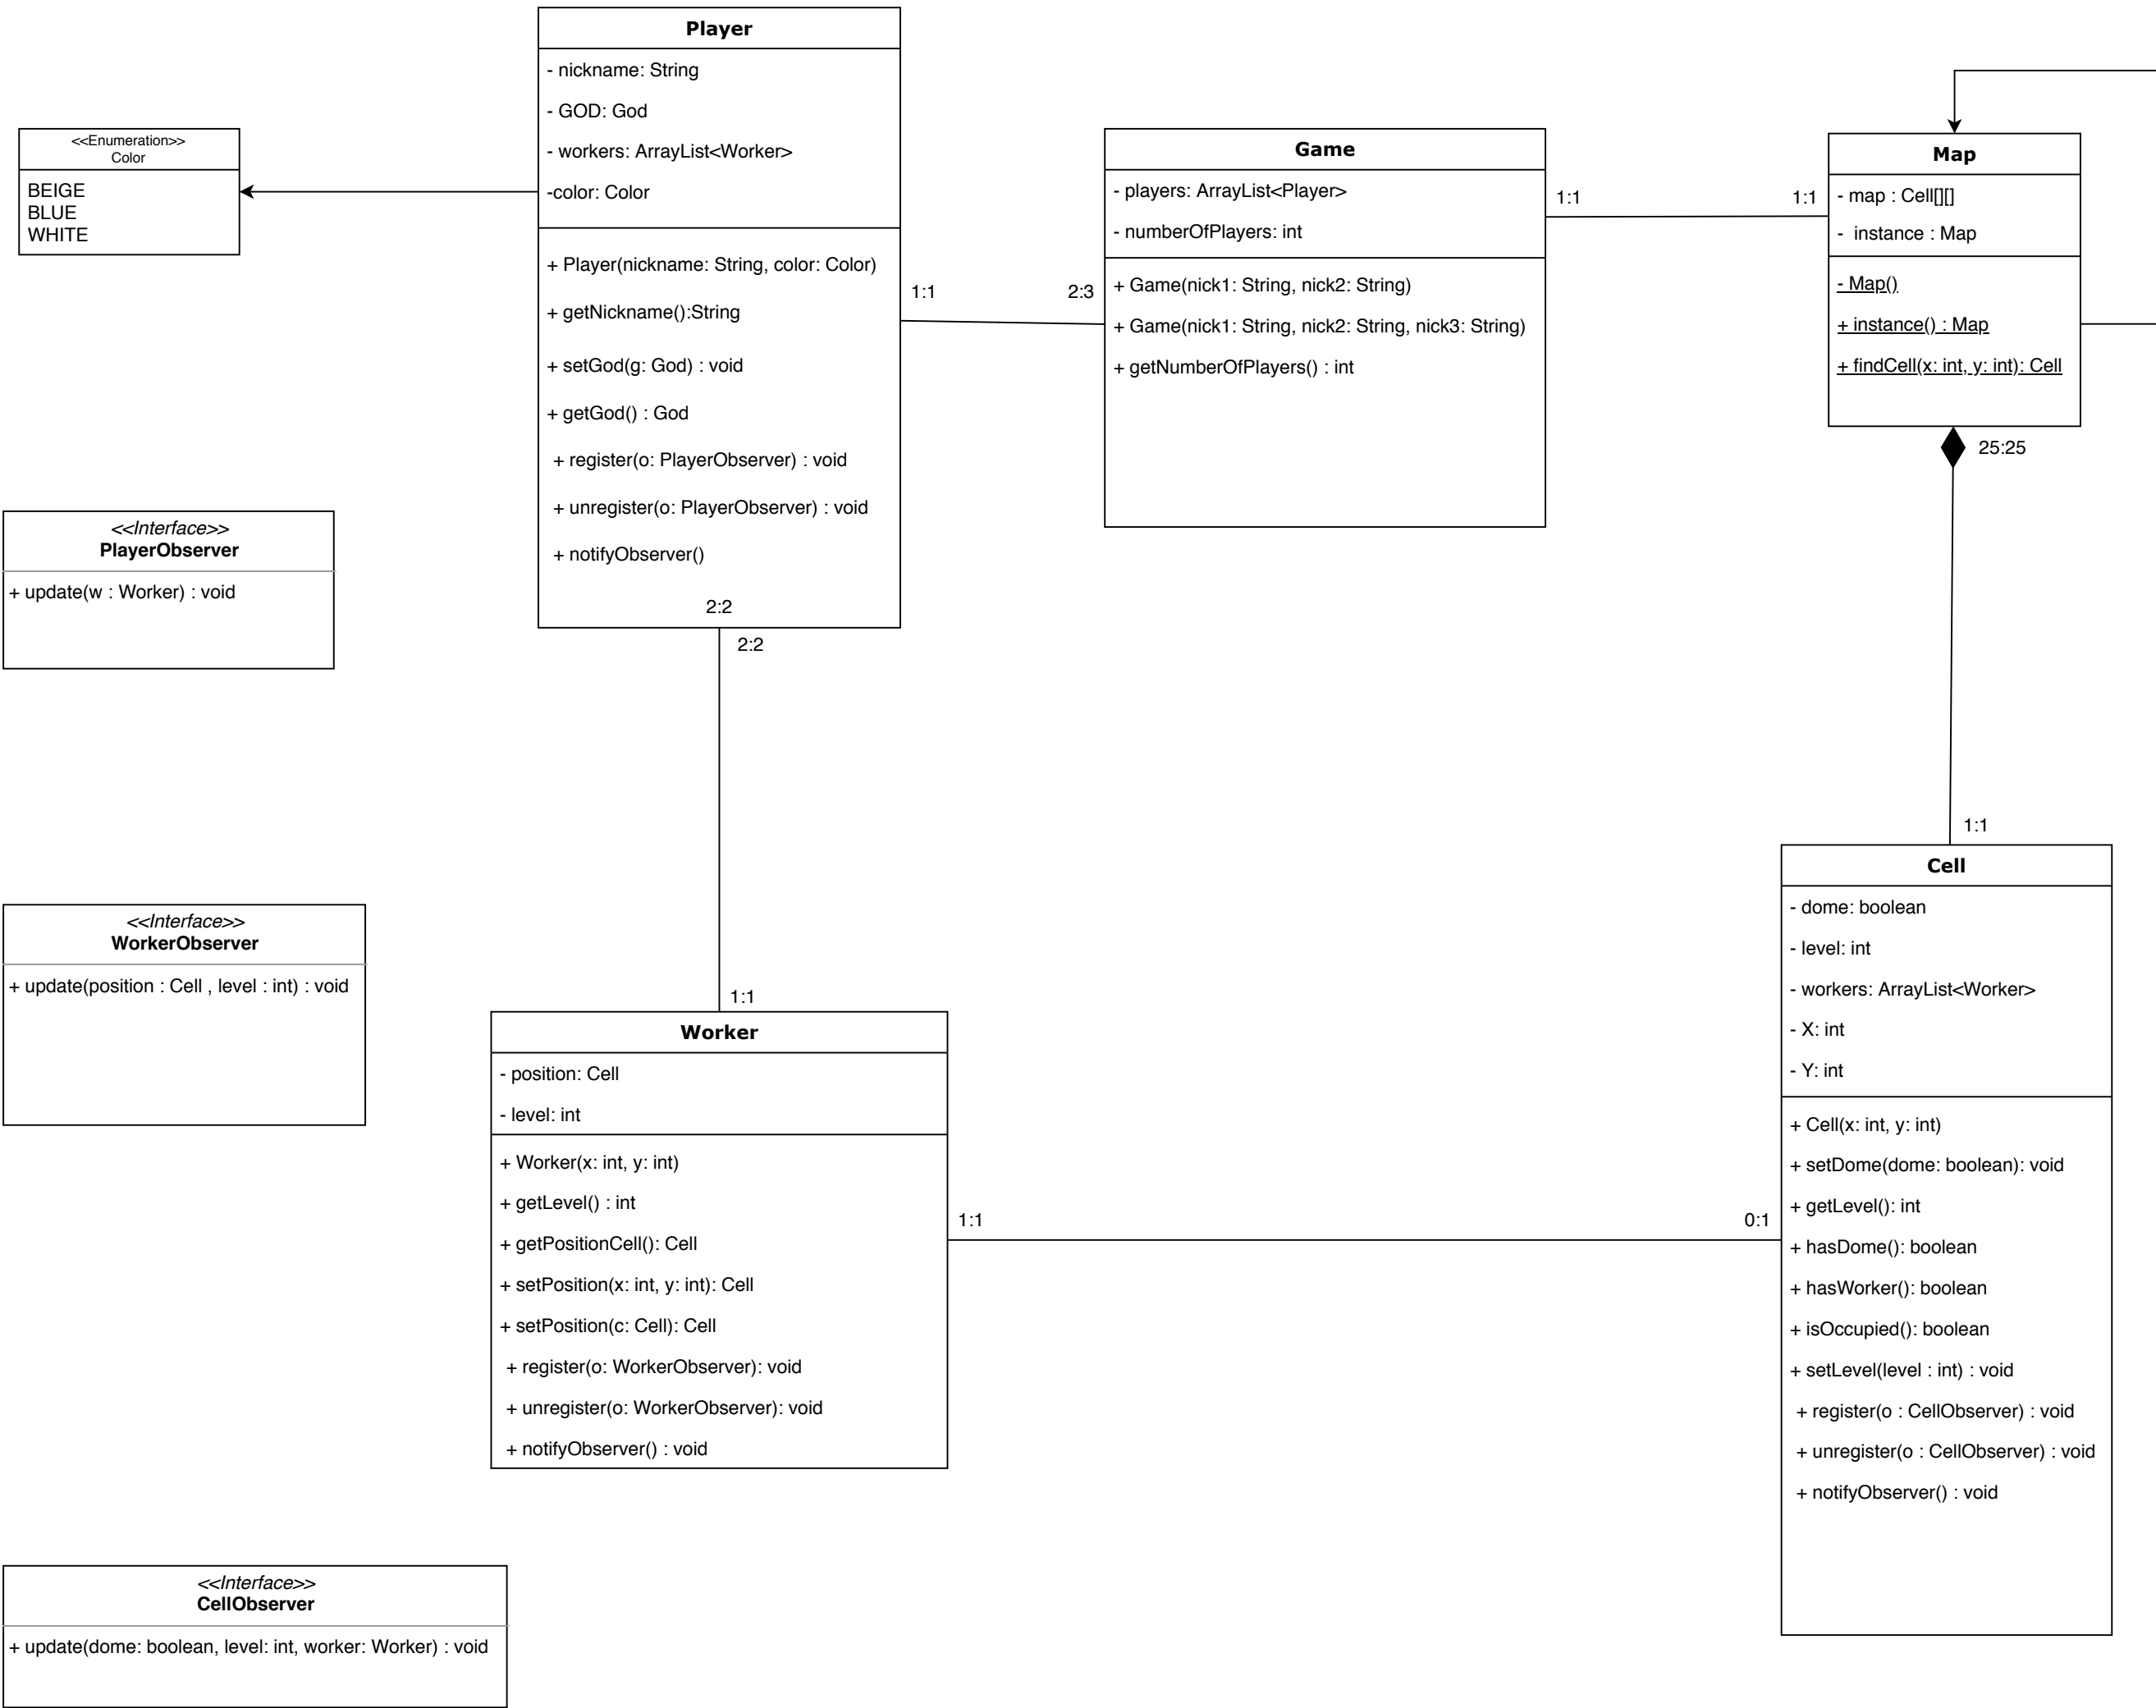 Player
- nickname: String
- GOD: God
- workers: ArrayList<Worker>
-color: Color
+ Player(nickname: String, color: Color)
+ getNickname():String
+ setGod(g: God) : void
+ getGod() : God
+ register(o: PlayerObserver) : void
+ unregister(o: PlayerObserver) : void
+ notifyObserver()
2:2
2:2
<<Enumeration>>
Color
BEIGE
BLUE
WHITE
1:1
2:3
Game
- players: ArrayList<Player>
- numberOfPlayers: int
+ Game(nick1: String, nick2: String)
+ Game(nick1: String, nick2: String, nick3: String)
+ getNumberOfPlayers() : int
1:1
1:1
Map
- map : Cell[][]
- instance : Map
- Map()
+ instance() : Map
+ findCell(x: int, y: int): Cell
25:25
<<Interface>>
PlayerObserver
+ update(w : Worker) : void
<<Interface>>
WorkerObserver
+ update(position : Cell , level : int) : void
1:1
Worker
- position: Cell
- level: int
+ Worker(x: int, y: int)
+ getLevel() : int
+ getPositionCell(): Cell
+ setPosition(x: int, y: int): Cell
+ setPosition(c: Cell): Cell
+ register(o: WorkerObserver): void
+ unregister(o: WorkerObserver): void
+ notifyObserver() : void
1:1
0:1
1:1
Cell
- dome: boolean
- level: int
- workers: ArrayList<Worker>
- X: int
- Y: int
+ Cell(x: int, y: int)
+ setDome(dome: boolean): void
+ getLevel(): int
+ hasDome(): boolean
+ hasWorker(): boolean
+ isOccupied(): boolean
+ setLevel(level : int) : void
+ register(o : CellObserver) : void
+ unregister(o : CellObserver) : void
+ notifyObserver() : void
<<Interface>>
CellObserver
+ update(dome: boolean, level: int, worker: Worker) : void